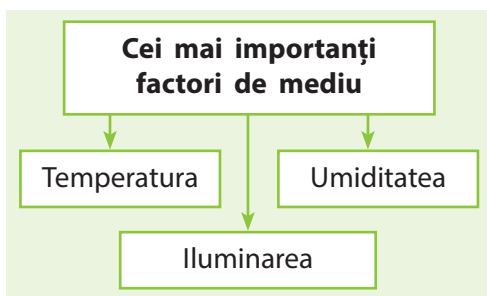 Cei mai importanți
factori de mediu
Temperatura
Umiditatea
Iluminarea